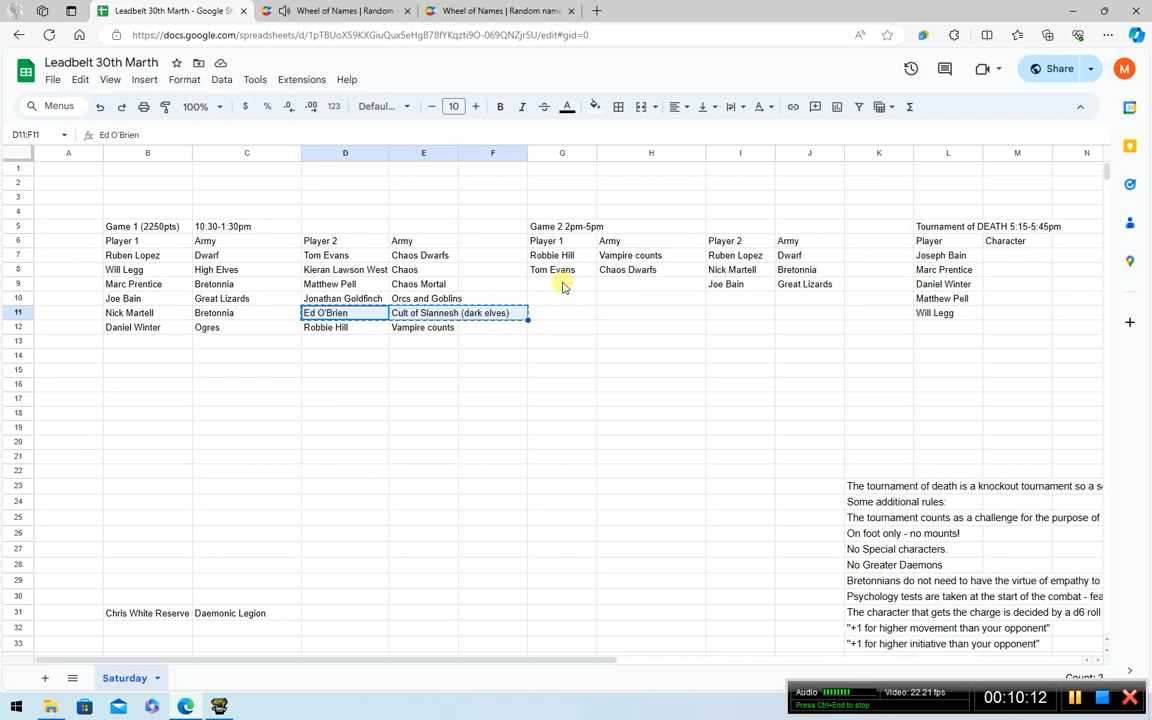 Leadbelt 30th Marth - Google Sh
Wheel of Names | Random
Wheel of Names | Random name
https://docs.google.com/spreadsheets/d/1pTBUoX59KXGiuQux5eHgB78fYKqzti9O-069QNZjr5U/edit#gid=0
Leadbelt 30th Marth
File Edit View Insert Format Data Tools Extensions Help
Share
M
Menus 100% $ % .0 .00 123 Defaul... 10 B I A
D11:F11 fx Ed O'Brien
A B C D E F G H I J K L M N
1
2
3
4
5 Game 1 (2250pts) 10:30-1:30pm Game 2 2pm-5pm Tournament of DEATH 5:15-5:45pm
6 Player 1 Army Player 2 Army Player 1 Army Player 2 Army Player Character
7 Ruben Lopez Dwarf Tom Evans Chaos Dwarfs Robbie Hill Vampire counts Ruben Lopez Dwarf Joseph Bain
8 Will Legg High Elves Kieran Lawson West Chaos Tom Evans Chaos Dwarfs Nick Martell Bretonnia Marc Prentice
9 Marc Prentice Bretonnia Matthew Pell Chaos Mortal Joe Bain Great Lizards Daniel Winter
10 Joe Bain Great Lizards Jonathan Goldfinch Orcs and Goblins Matthew Pell
11 Nick Martell Bretonnia Ed O'Brien Cult of Slannesh (dark elves) Will Legg
12 Daniel Winter Ogres Robbie Hill Vampire counts
13
14
15
16
17
18
19
20
21
22
23 The tournament of death is a knockout tournament so a s
24 Some additional rules:
25 The tournament counts as a challenge for the purpose of
26 On foot only - no mounts!
27 No Special characters.
28 No Greater Daemons
29 Bretonnians do not need to have the virtue of empathy to
30 Psychology tests are taken at the start of the combat - fea
31 Chris White Reserve Daemonic Legion The character that gets the charge is decided by a d6 roll
32 "+1 for higher movement than your opponent"
33 "+1 for higher initiative than your opponent"
Saturday
Count: 2
Audio Video: 22.21 fps
Press Ctrl+End to stop
00:10:12